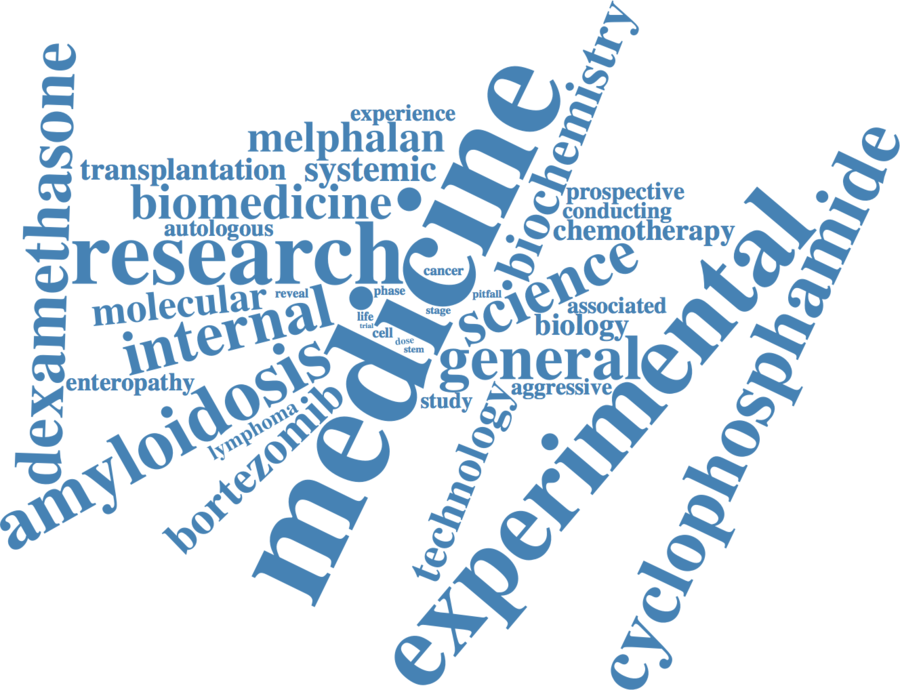 experience
melphalan
transplantation
systemic
biomedicine
autologous
research
dexamethasone
medicine
biochemistry
prospective
conducting
chemotherapy
cancer
science
molecular
reveal
phase
pitfall
internal
life
stage
trial
cell
dose
stem
associated
biology
general
enteropathy
amyloidosis
aggressive
study
lymphoma
bortezomib
technology
experimental
cyclophosphamide